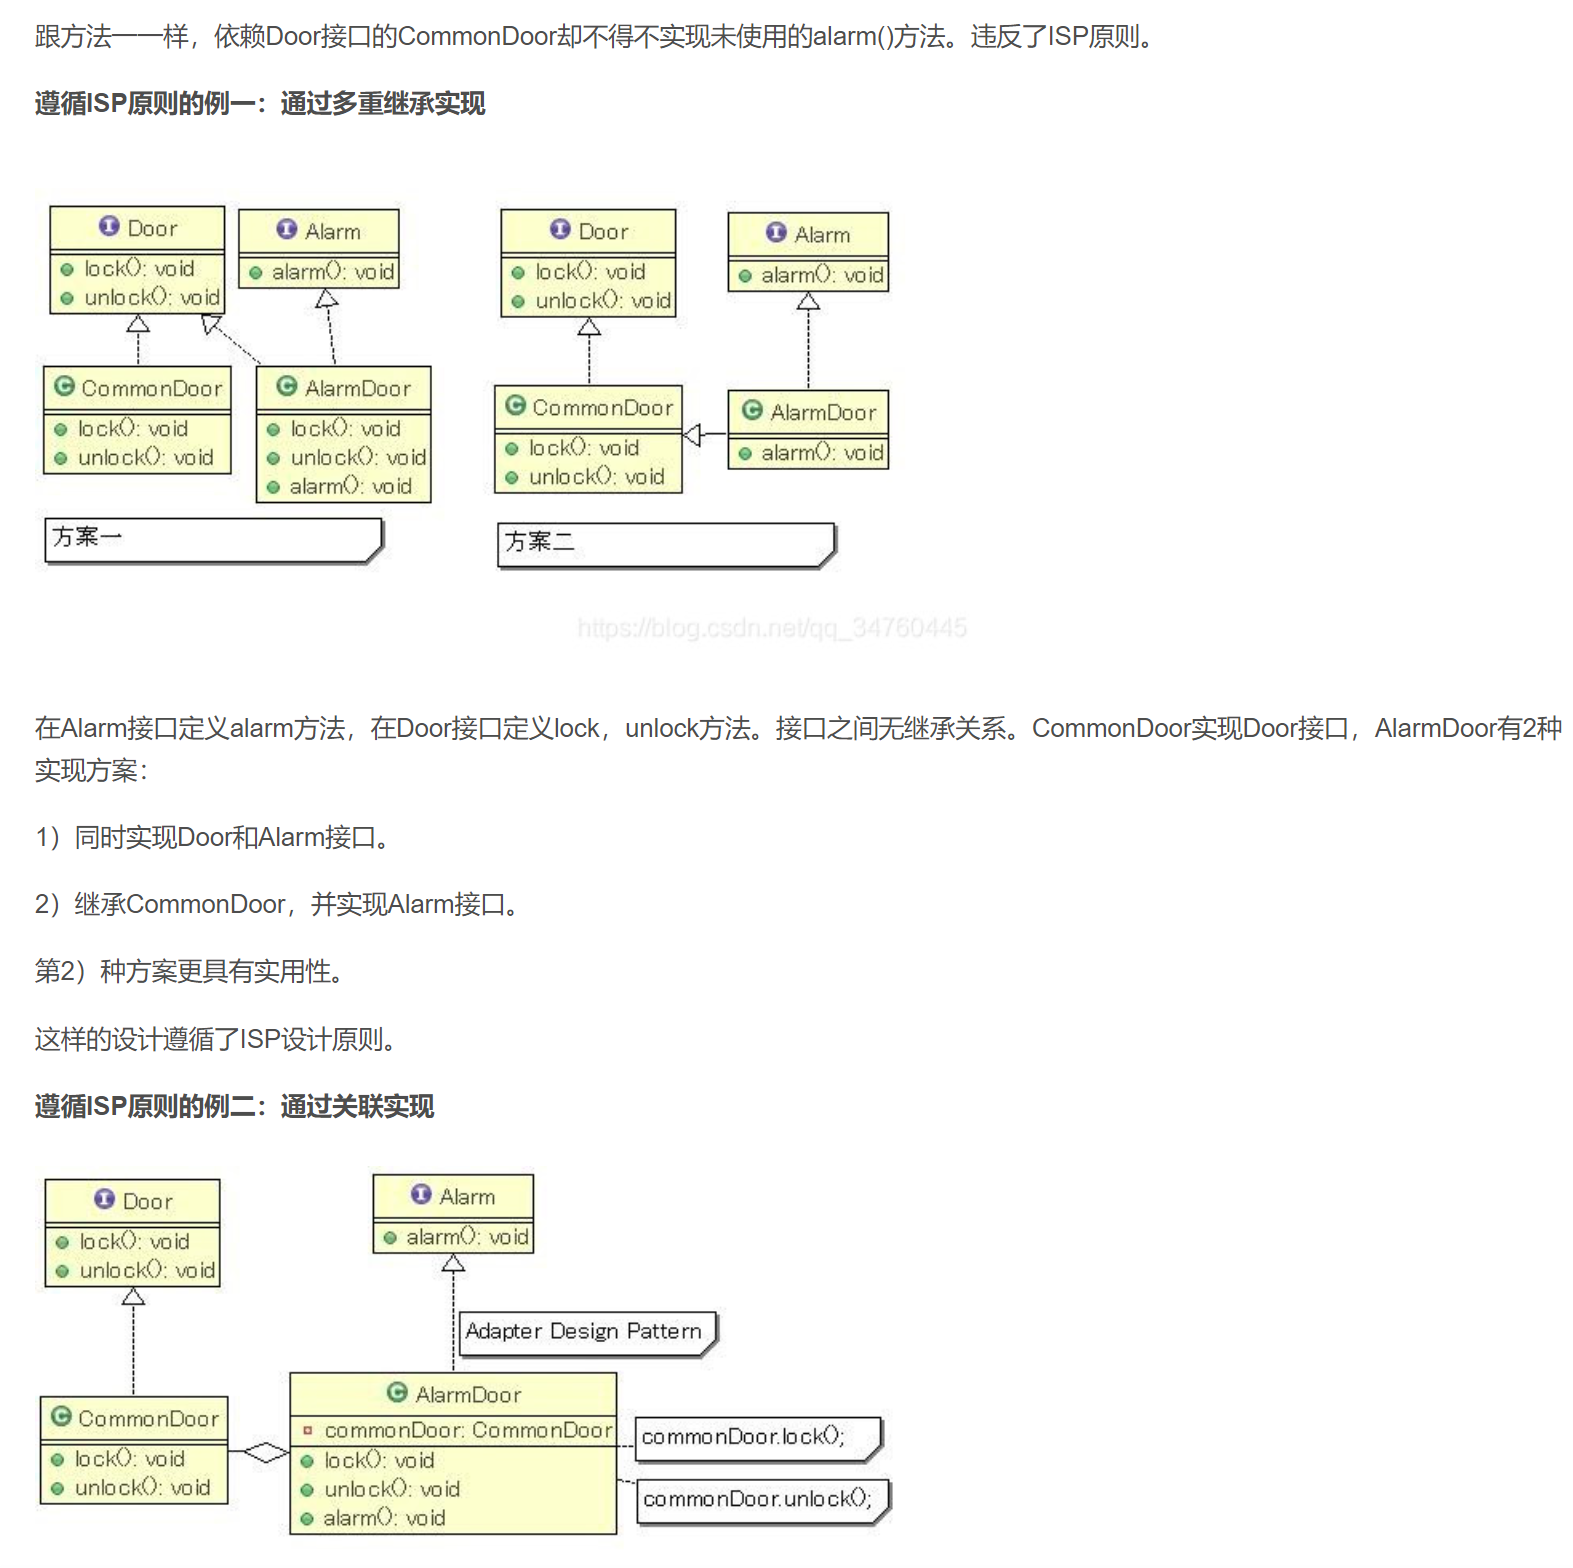 跟方法一一样，依赖Door接口的CommonDoor却不得不实现未使用的alarm()方法。违反了ISP原则。
遵循ISP原则的例一：通过多重继承实现
Door
lock(): void
unlock(): void
Alarm
alarm(): void
CommonDoor
lock(): void
unlock(): void
AlarmDoor
lock(): void
unlock(): void
alarm(): void
方案一
Door
lock(): void
unlock(): void
Alarm
alarm(): void
CommonDoor
lock(): void
unlock(): void
AlarmDoor
alarm(): void
方案二
https://blog.csdn.net/qq_34760445
在Alarm接口定义alarm方法，在Door接口定义lock，unlock方法。接口之间无继承关系。CommonDoor实现Door接口，AlarmDoor有2种
实现方案：
1）同时实现Door和Alarm接口。
2）继承CommonDoor，并实现Alarm接口。
第2）种方案更具有实用性。
这样的设计遵循了ISP设计原则。
遵循ISP原则的例二：通过关联实现
Door
lock(): void
unlock(): void
Alarm
alarm(): void
Adapter Design Pattern
CommonDoor
lock(): void
unlock(): void
AlarmDoor
commonDoor: CommonDoor
lock(): void
unlock(): void
alarm(): void
commonDoor.lock();
commonDoor.unlock();